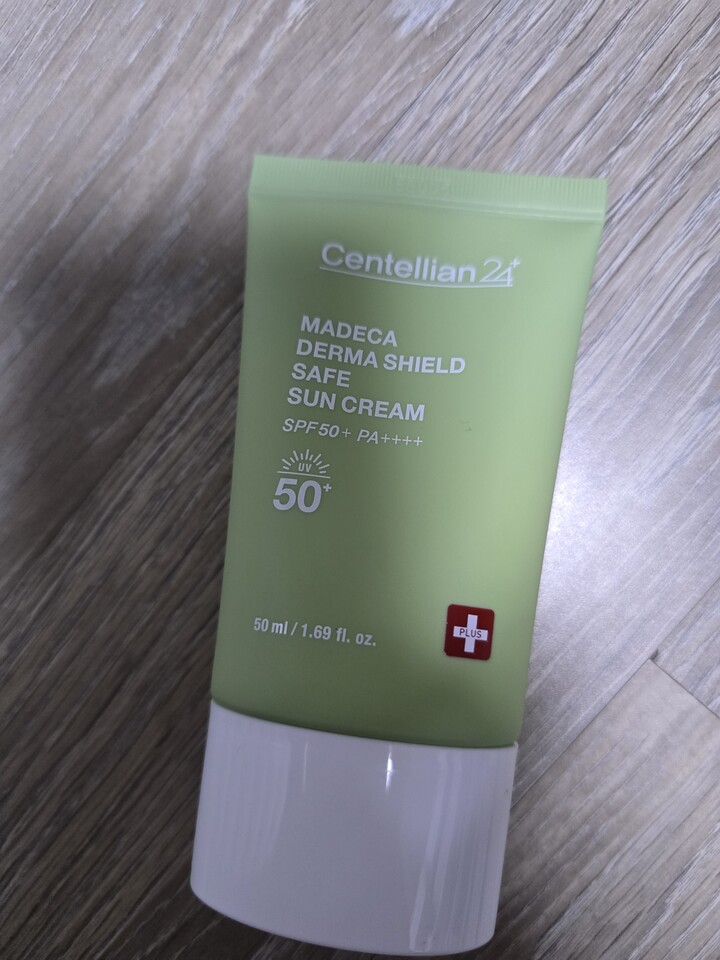 Centellian 24+
MADECA
DERMA SHIELD
SAFE
SUN CREAM
SPF 50+ PA++++
UV
50+
50 ml / 1.69 fl. oz.
PLUS